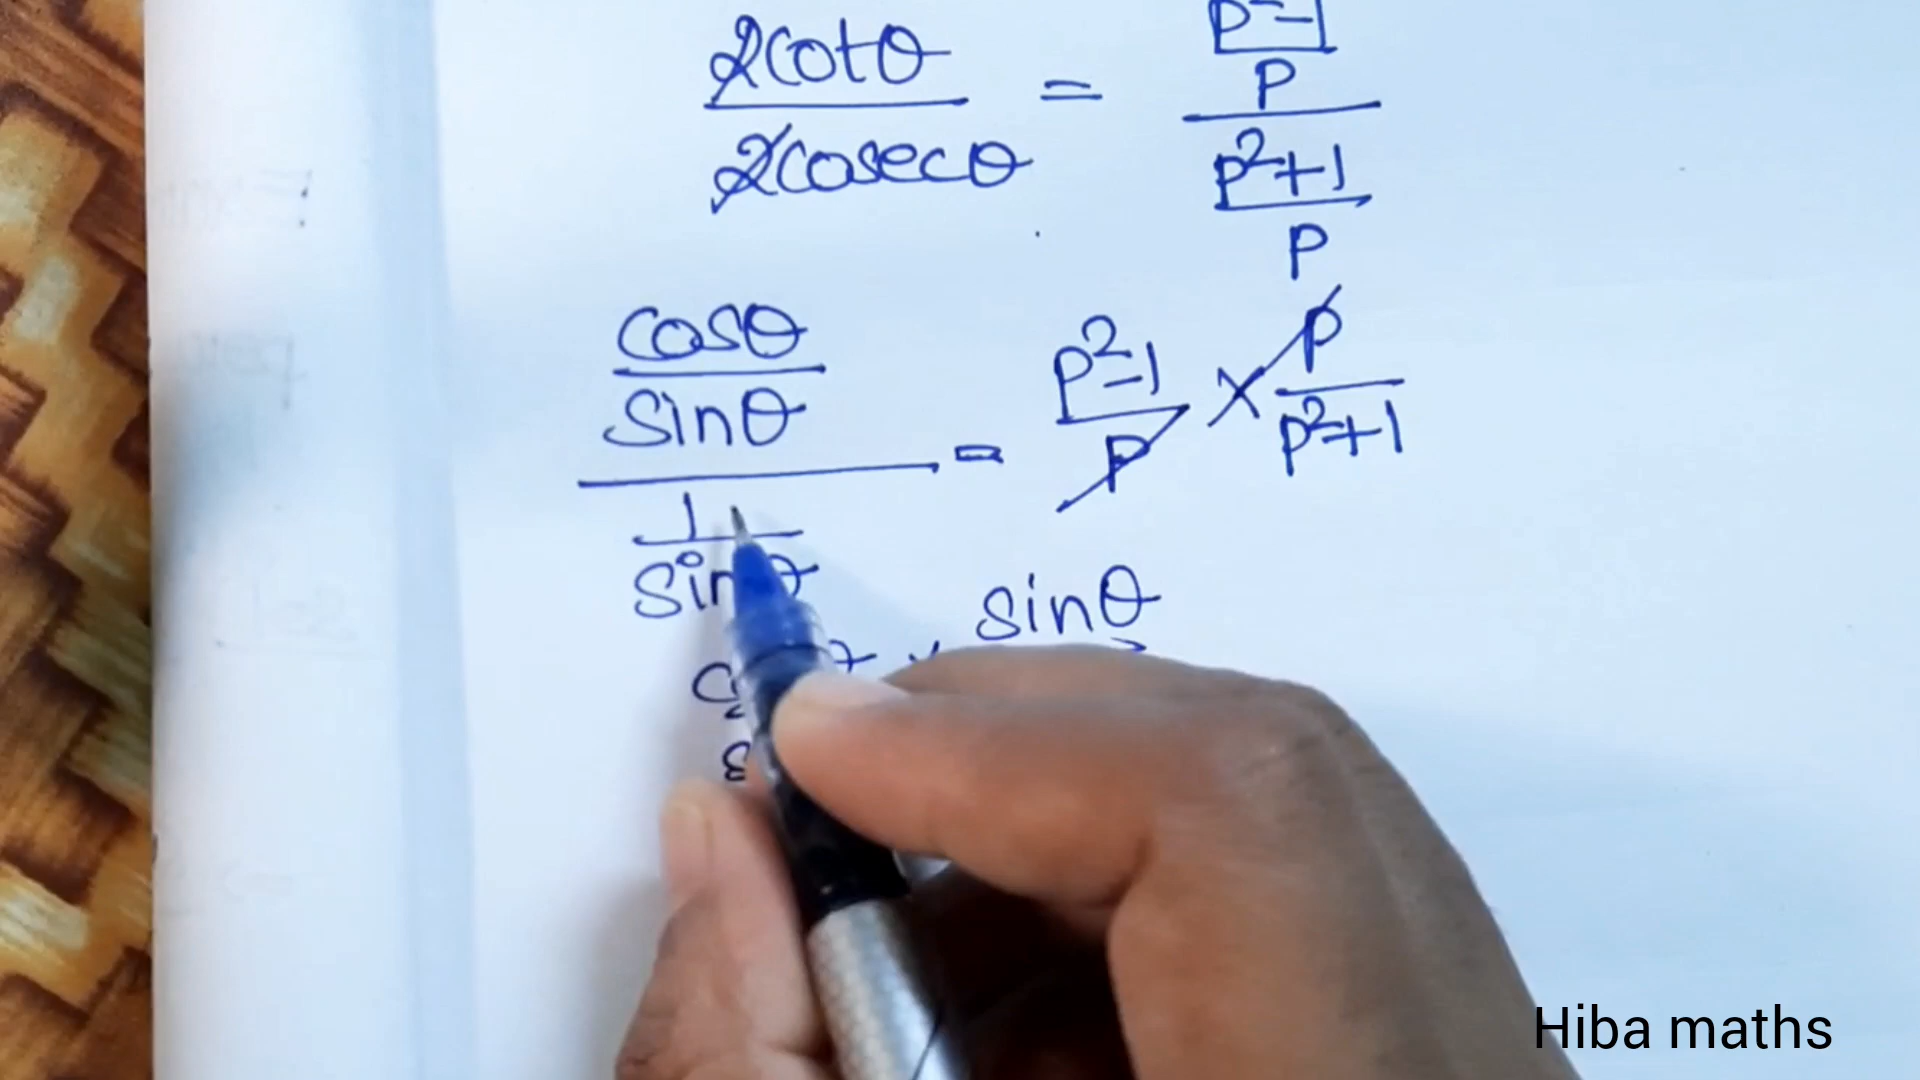 2cotθ / 2cosecθ = p²-1 / p / p²+1 / p
cosθ / sinθ / 1 / sinθ = p²-1 / p × p / p²+1
× sinθ
Hiba maths